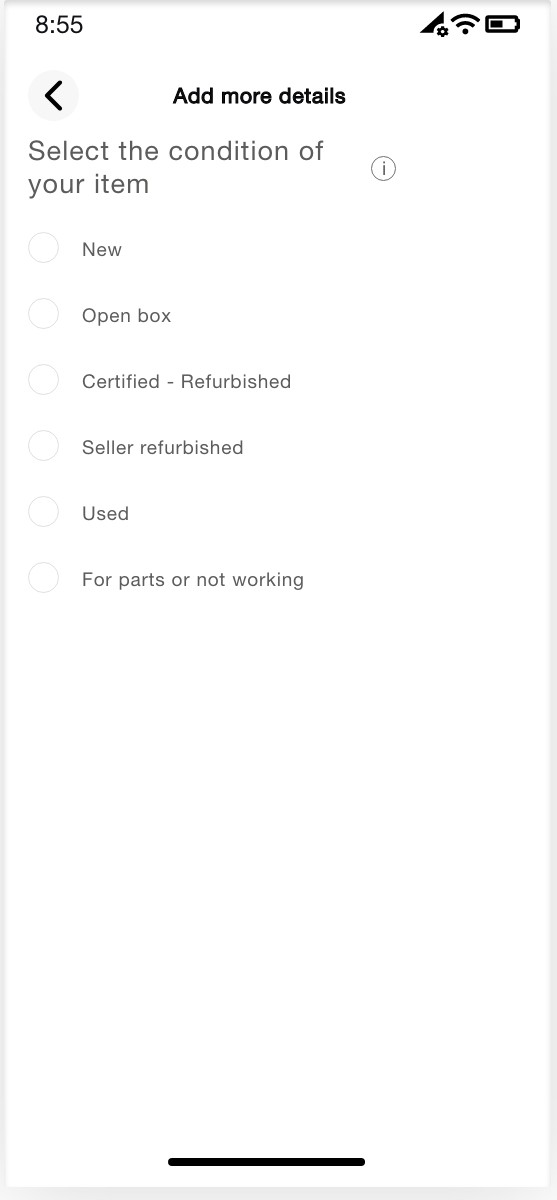 8:55
Add more details
Select the condition of
your item
New
Open box
Certified - Refurbished
Seller refurbished
Used
For parts or not working